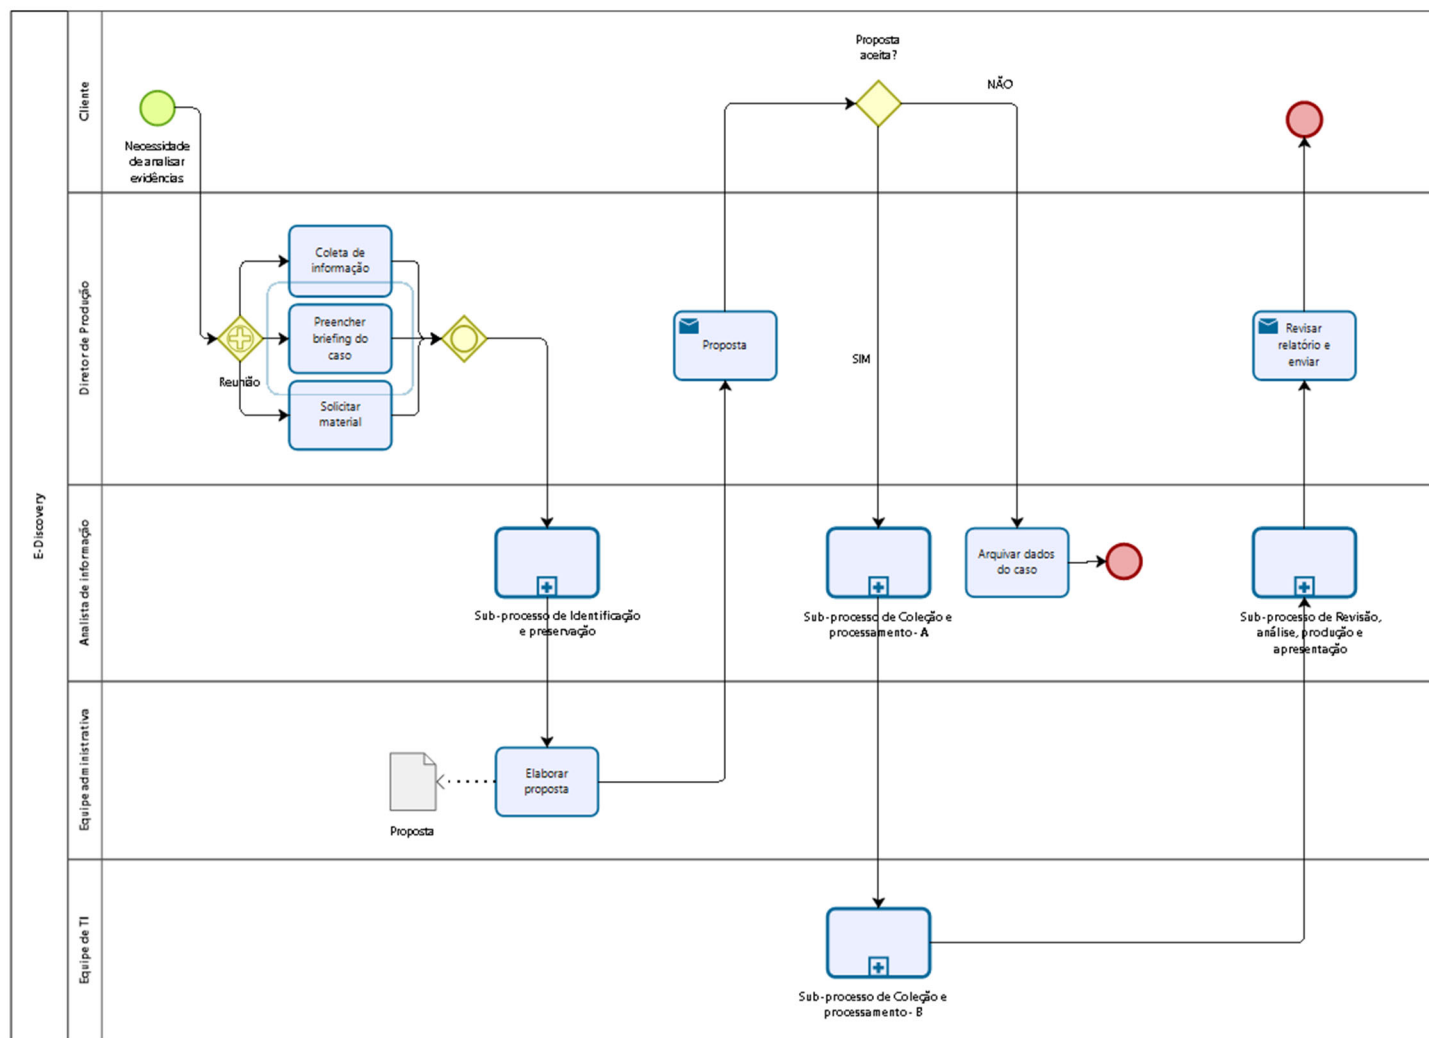 E-Discovery
Cliente
Necessidade
de analisar
evidências
Proposta
aceita?
NÃO
SIM
Diretor de Produção
Reunião
Coleta de
informação
Preencher
briefing do
caso
Solicitar
material
Proposta
Revisar
relatório e
enviar
Analista de informação
Sub-processo de Identificação
e preservação
Sub-processo de Coleção e
processamento - A
Arquivar dados
do caso
Sub-processo de Revisão,
análise, produção e
apresentação
Equipe administrativa
Proposta
Elaborar
proposta
Equipe de TI
Sub-processo de Coleção e
processamento - B